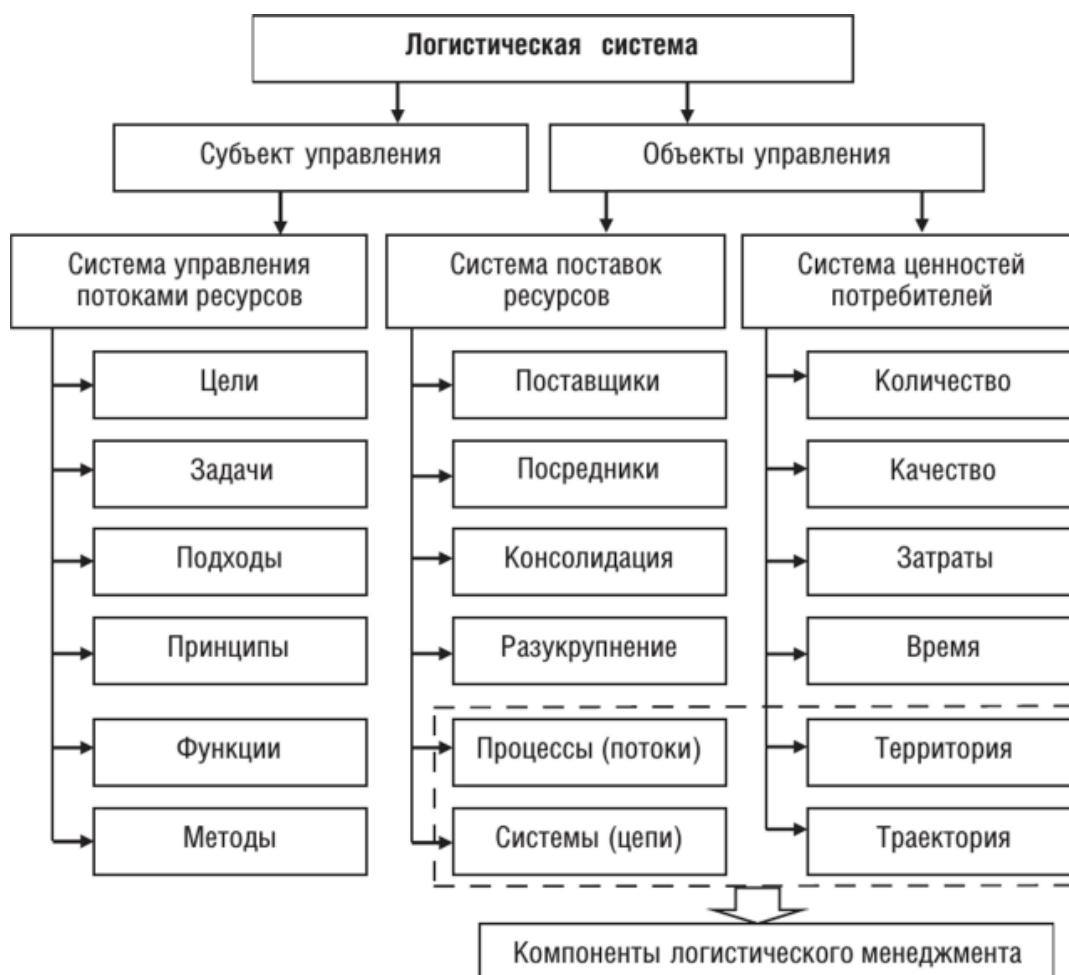 Логистическая система
Субъект управления
Объекты управления
Система управления
потоками ресурсов
Система поставок
ресурсов
Система ценностей
потребителей
Цели
Поставщики
Количество
Задачи
Посредники
Качество
Подходы
Консолидация
Затраты
Принципы
Разукрупнение
Время
Функции
Процессы (потоки)
Территория
Методы
Системы (цепи)
Траектория
Компоненты логистического менеджмента